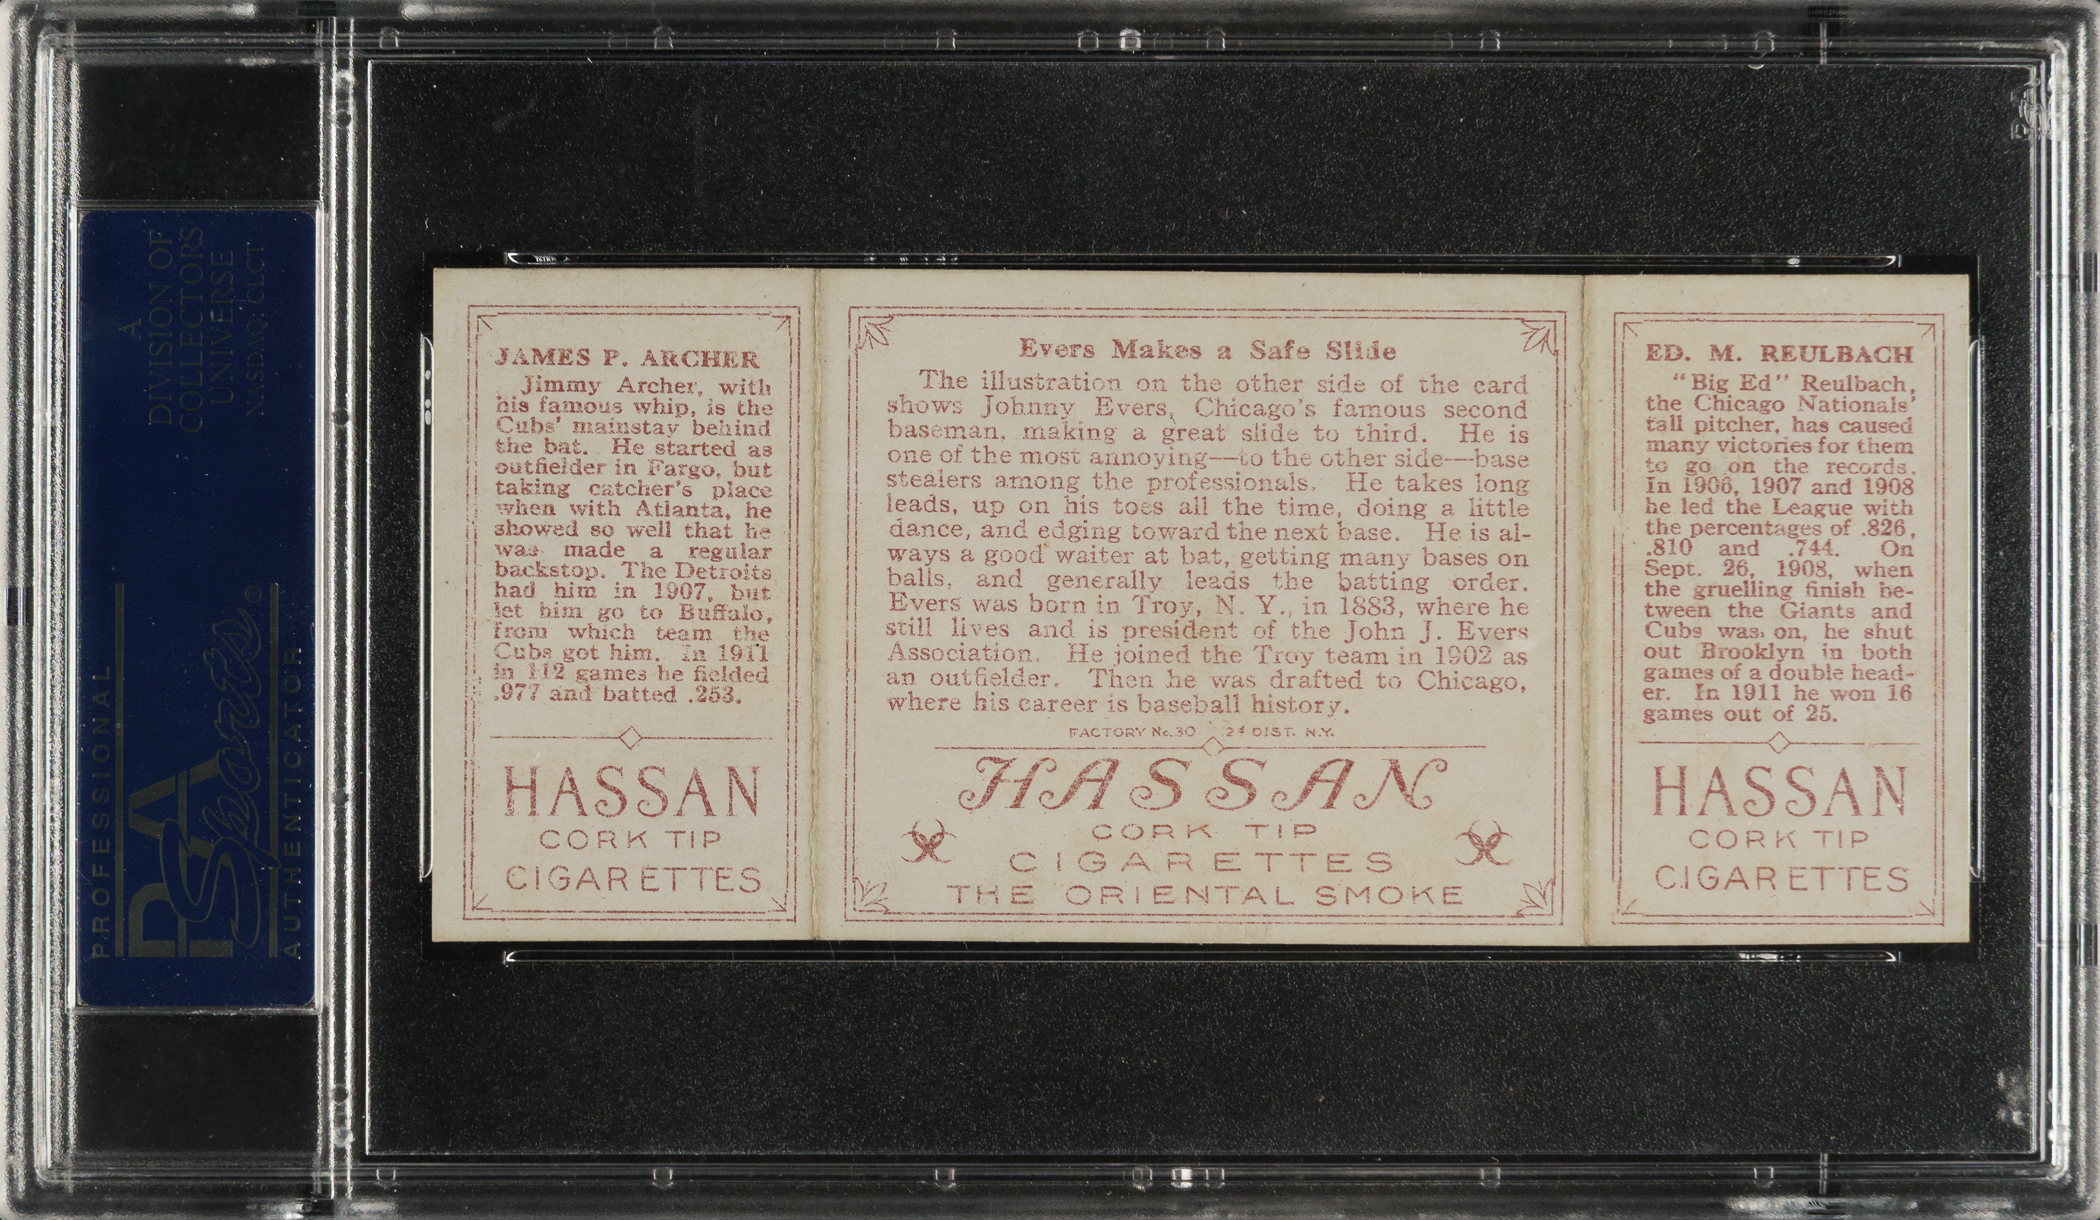 A
DIVISION OF
COLLECTORS
UNIVERSE
NASDAQ: CLCT
PROFESSIONAL
PSA
Sports
AUTHENTICATOR
JAMES P. ARCHER
Jimmy Archer, with
his famous whip, is the
Cubs' mainstay behind
the bat. He started as
outfielder in Fargo, but
taking catcher's place
when with Atlanta, he
showed so well that he
was made a regular
backstop. The Detroits
had him in 1907, but
let him go to Buffalo,
from which team the
Cubs got him. In 1911
in 112 games he fielded
.977 and batted .253.
HASSAN
CORK TIP
CIGARETTES
Evers Makes a Safe Slide
The illustration on the other side of the card
shows Johnny Evers, Chicago's famous second
baseman, making a great slide to third. He is
one of the most annoying—to the other side—base
stealers among the professionals. He takes long
leads, up on his toes all the time, doing a little
dance, and edging toward the next base. He is al-
ways a good waiter at bat, getting many bases on
balls, and generally leads the batting order.
Evers was born in Troy, N. Y., in 1883, where he
still lives and is president of the John J. Evers
Association. He joined the Troy team in 1902 as
an outfielder. Then he was drafted to Chicago,
where his career is baseball history.
FACTORY No. 30 2d DIST. N.Y.
HASSAN
CORK TIP
CIGARETTES
THE ORIENTAL SMOKE
ED. M. REULBACH
"Big Ed" Reulbach,
the Chicago Nationals'
tall pitcher, has caused
many victories for them
to go on the records.
In 1906, 1907 and 1908
he led the League with
the percentages of .826,
.810 and .744. On
Sept. 26, 1908, when
the gruelling finish be-
tween the Giants and
Cubs was on, he shut
out Brooklyn in both
games of a double head-
er. In 1911 he won 16
games out of 25.
HASSAN
CORK TIP
CIGARETTES